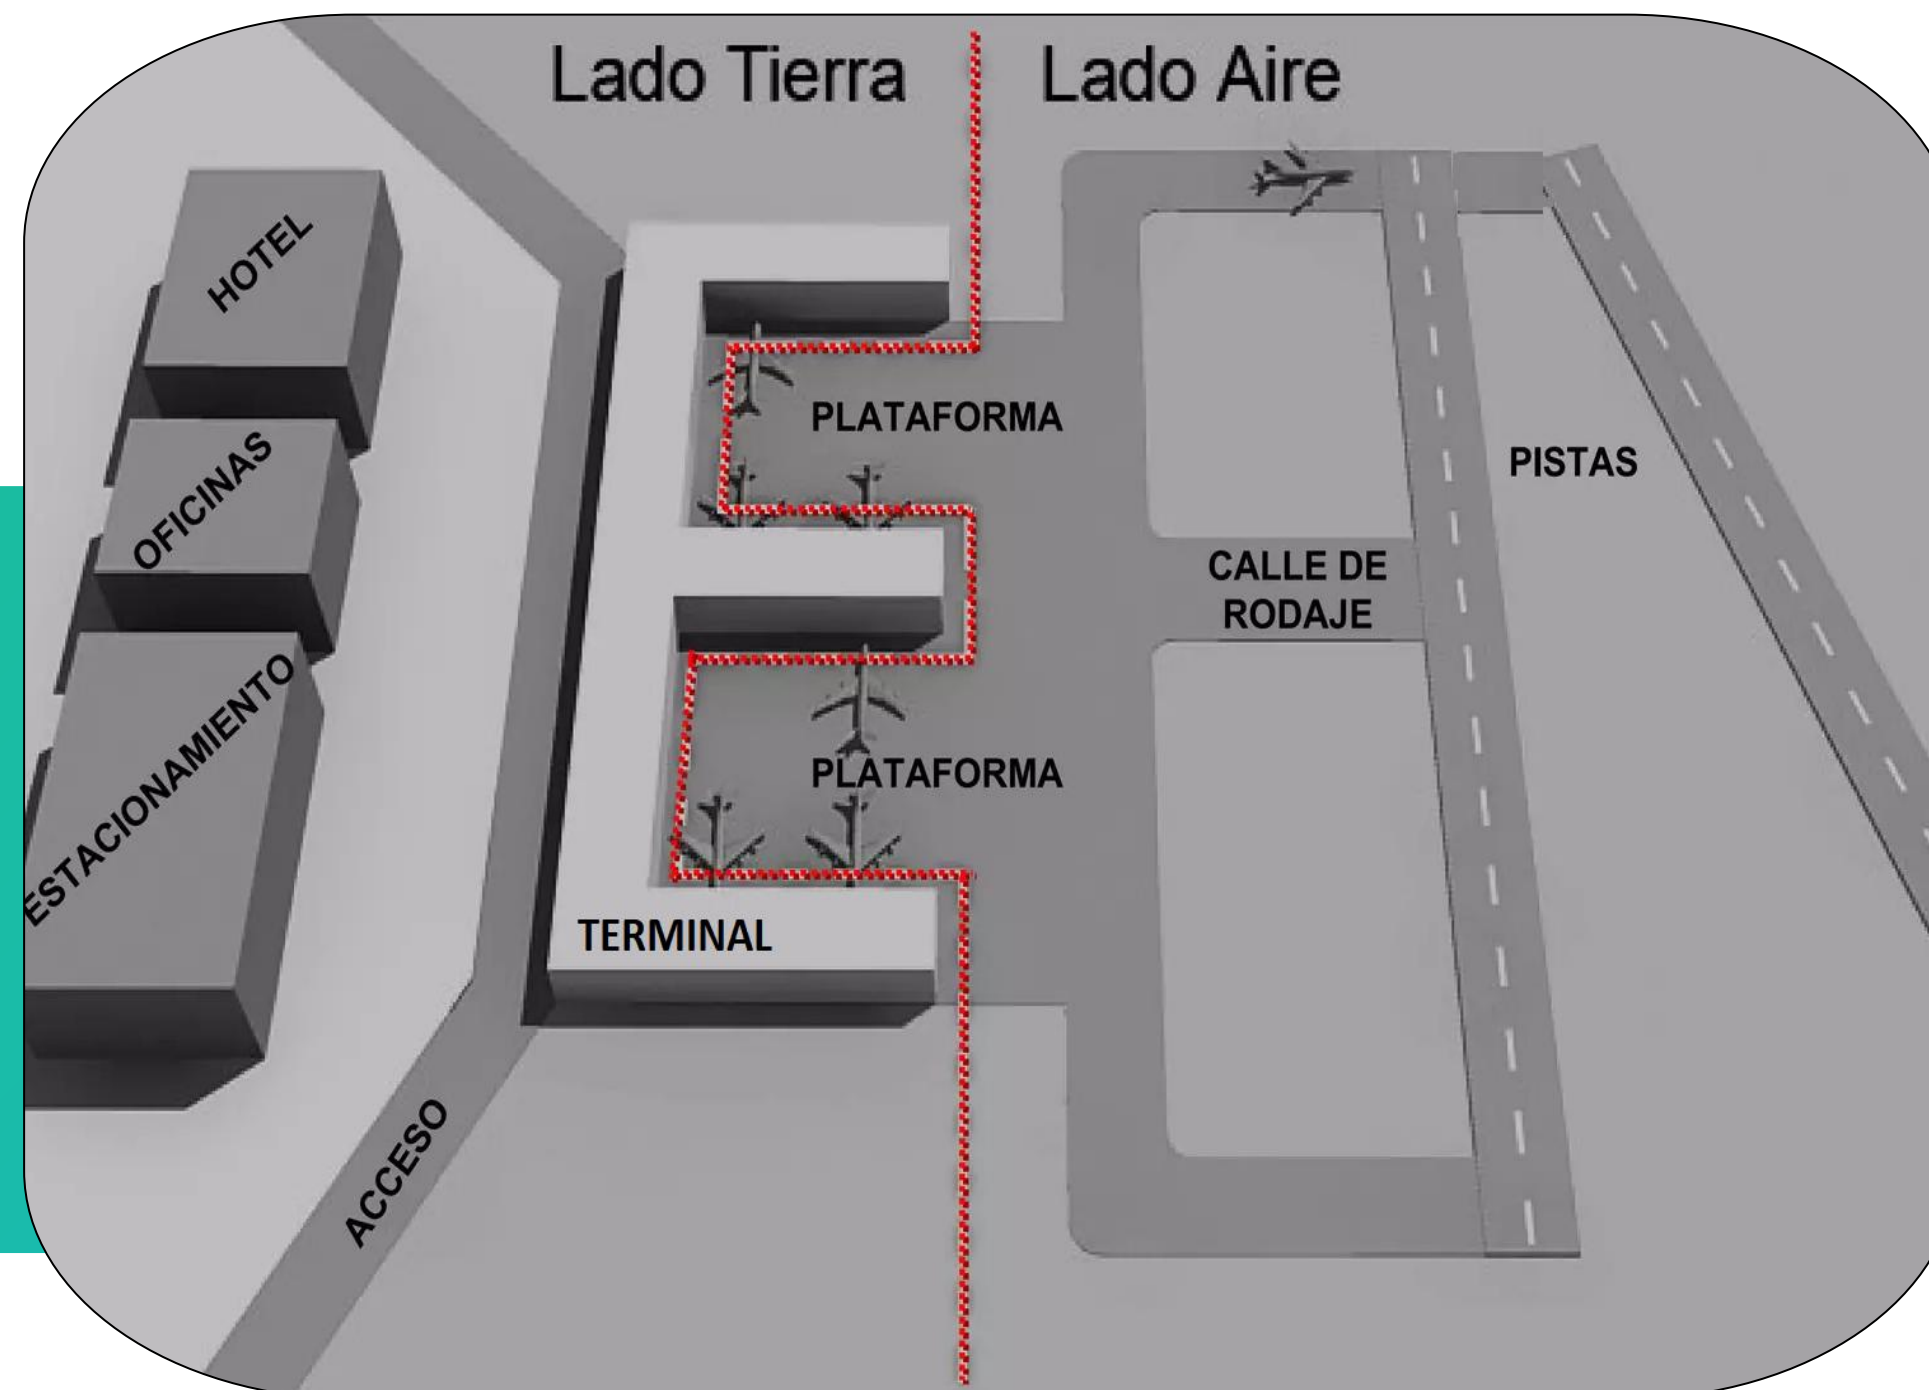 Lado Tierra
Lado Aire
HOTEL
OFICINAS
ESTACIONAMIENTO
ACCESO
TERMINAL
PLATAFORMA
PLATAFORMA
CALLE DE
RODAJE
PISTAS